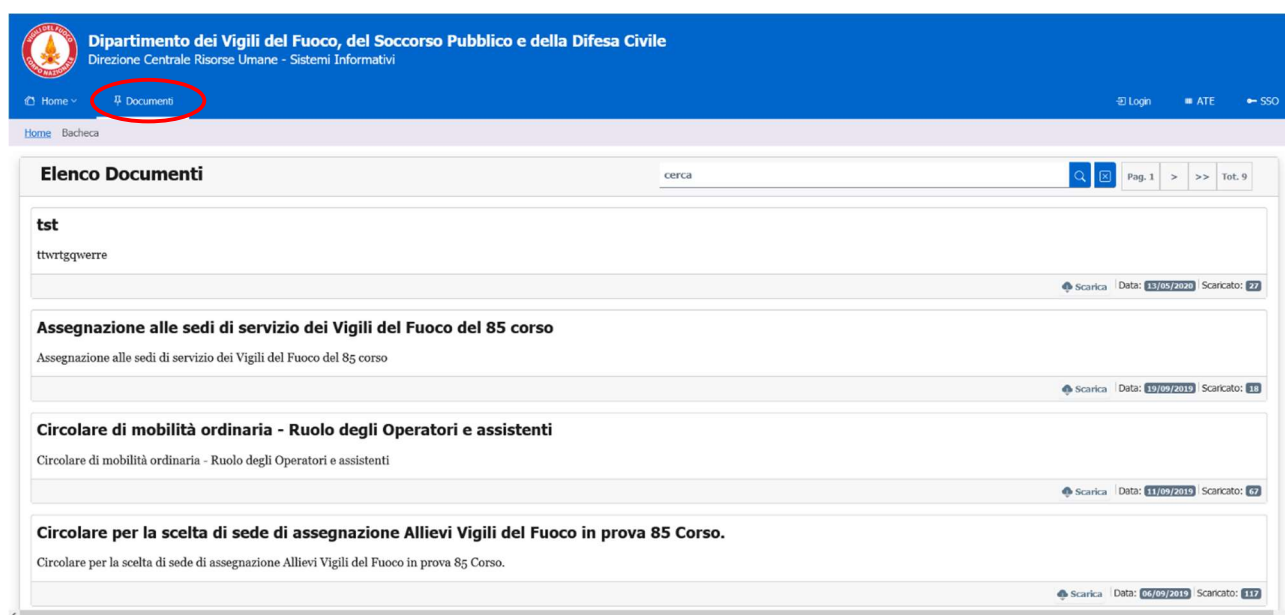 VIGILI DEL FUOCO
CORPO NAZIONALE
Dipartimento dei Vigili del Fuoco, del Soccorso Pubblico e della Difesa Civile
Direzione Centrale Risorse Umane - Sistemi Informativi
Home Documenti Login ATE SSO
Home Bacheca
Elenco Documenti cerca Pag. 1 > >> Tot. 9
tst
ttwrtgqwerre
Scarica Data: 13/05/2020 Scaricato: 27
Assegnazione alle sedi di servizio dei Vigili del Fuoco del 85 corso
Assegnazione alle sedi di servizio dei Vigili del Fuoco del 85 corso
Scarica Data: 19/09/2019 Scaricato: 18
Circolare di mobilità ordinaria - Ruolo degli Operatori e assistenti
Circolare di mobilità ordinaria - Ruolo degli Operatori e assistenti
Scarica Data: 11/09/2019 Scaricato: 67
Circolare per la scelta di sede di assegnazione Allievi Vigili del Fuoco in prova 85 Corso.
Circolare per la scelta di sede di assegnazione Allievi Vigili del Fuoco in prova 85 Corso.
Scarica Data: 06/09/2019 Scaricato: 117